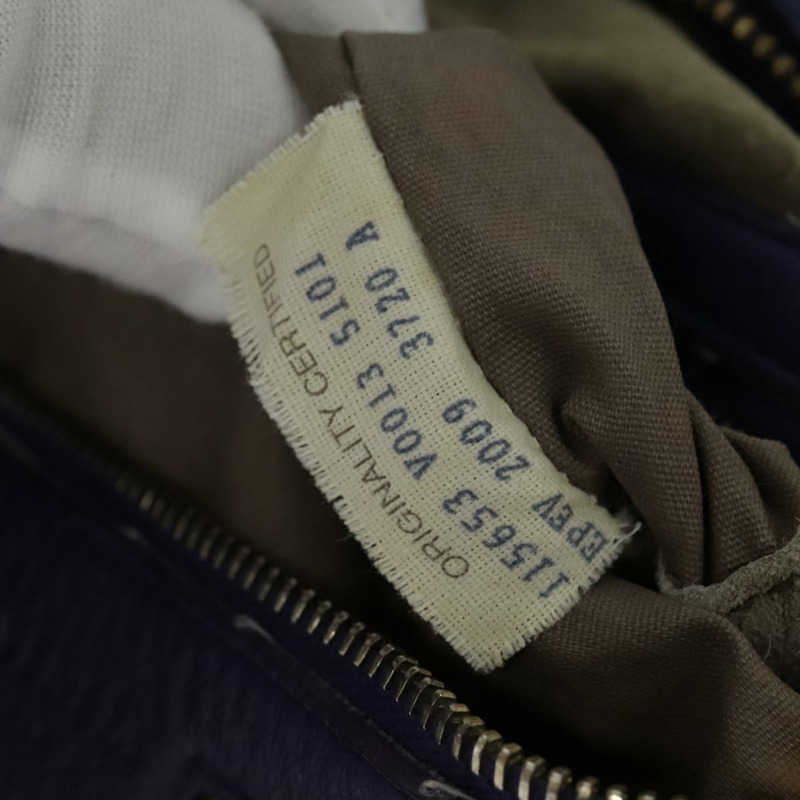 ORIGINALITY CERTIFIED
115653 V0013 5101
EPEV 2009 3720 A